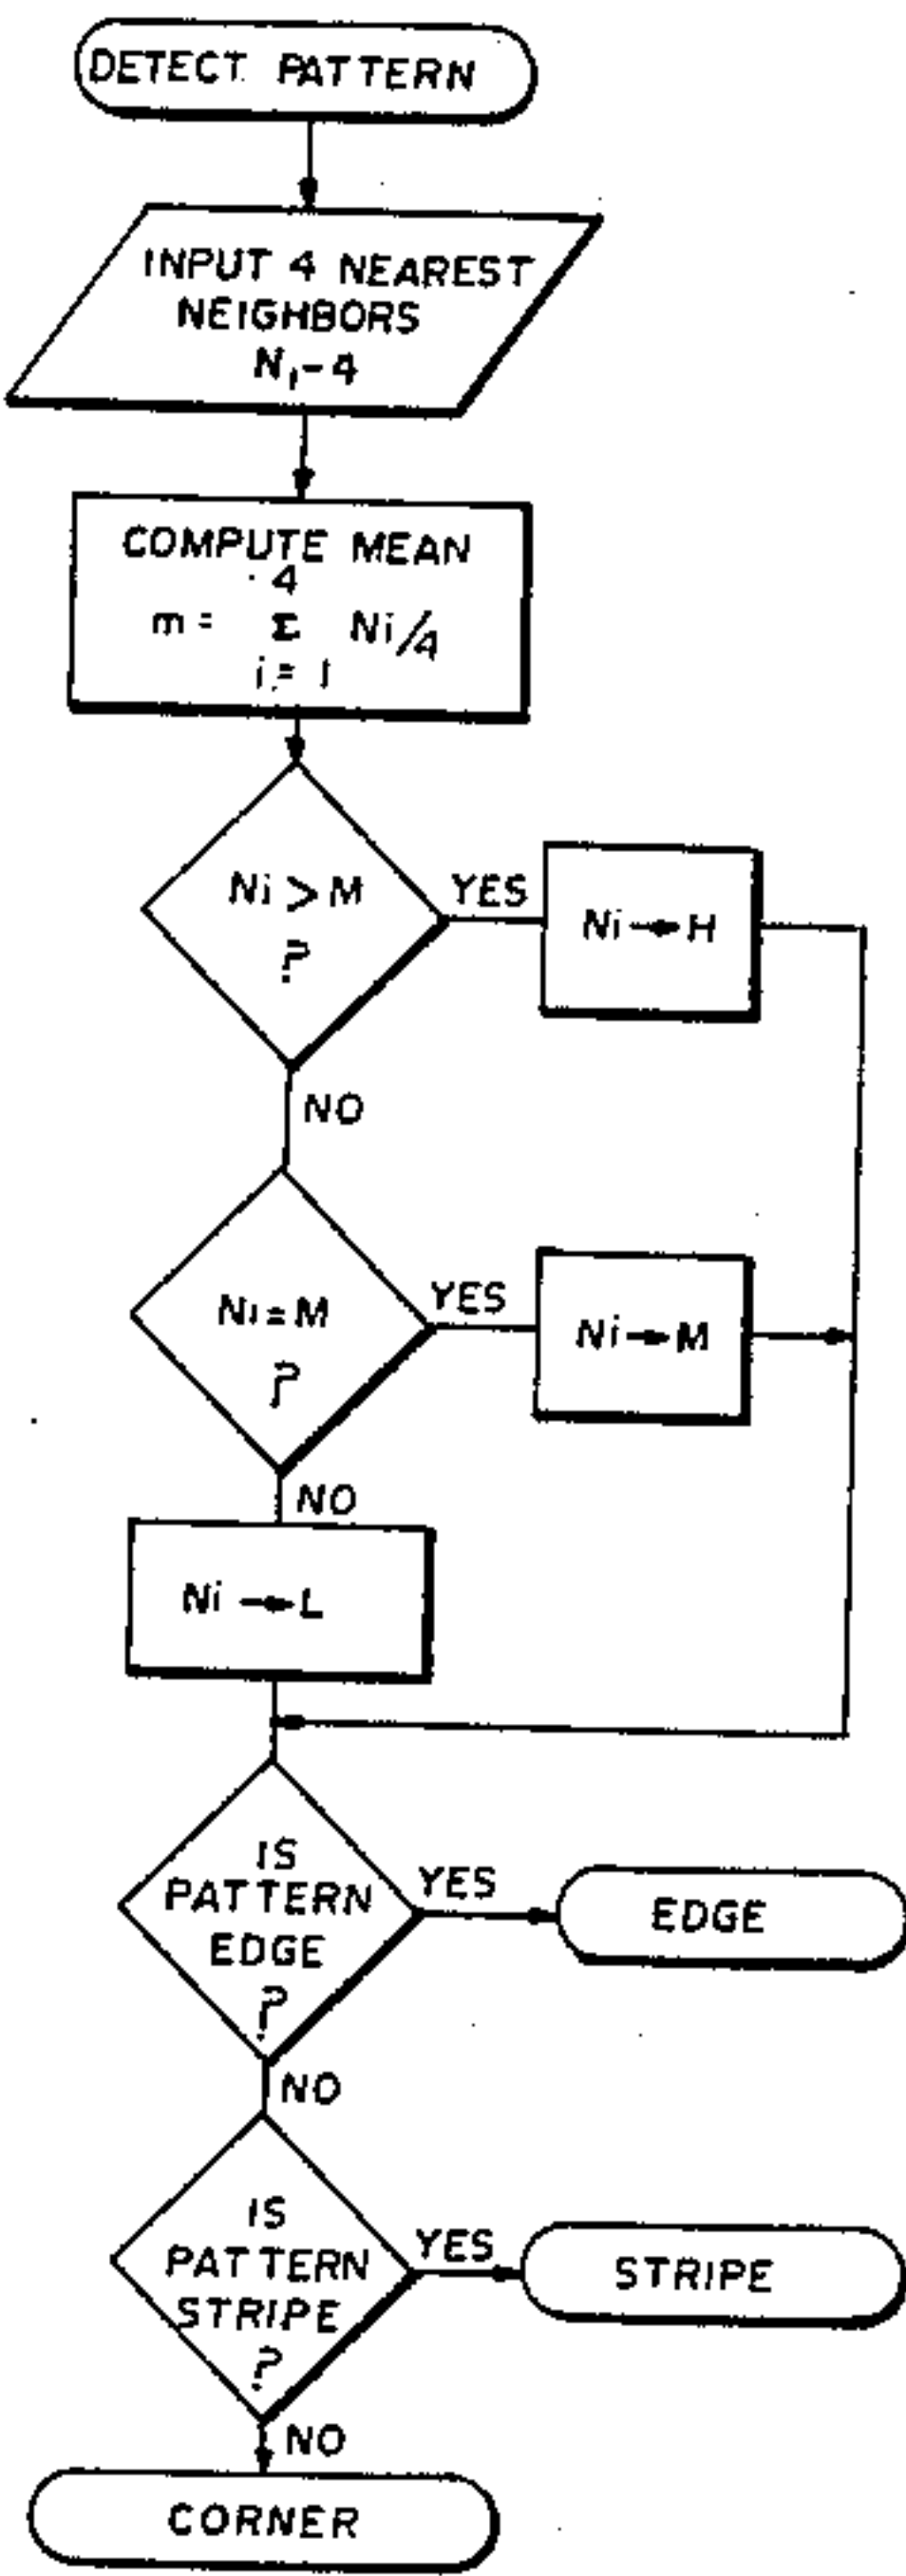 DETECT PATTERN
INPUT 4 NEAREST
NEIGHBORS
N₁-4
COMPUTE MEAN
4
m = Σ Ni/4
i = 1
Ni > M
?
YES
Ni → H
NO
Ni = M
?
YES
Ni → M
NO
Ni → L
IS
PATTERN
EDGE
?
YES
EDGE
NO
IS
PATTERN
STRIPE
?
YES
STRIPE
NO
CORNER